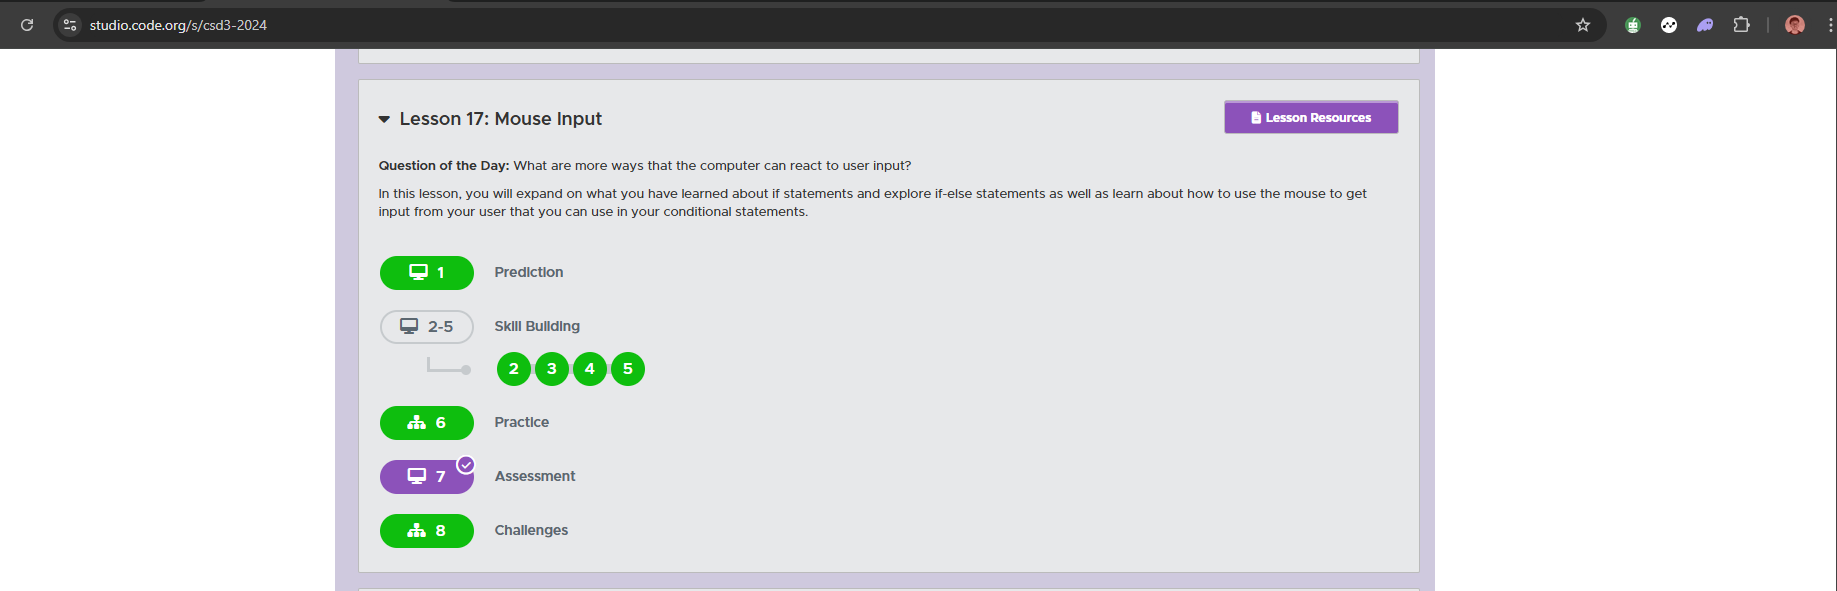 studio.code.org/s/csd3-2024
Lesson 17: Mouse Input
Lesson Resources
Question of the Day: What are more ways that the computer can react to user input?
In this lesson, you will expand on what you have learned about if statements and explore if-else statements as well as learn about how to use the mouse to get
input from your user that you can use in your conditional statements.
1 Prediction
2-5 Skill Building
2 3 4 5
6 Practice
7 Assessment
8 Challenges